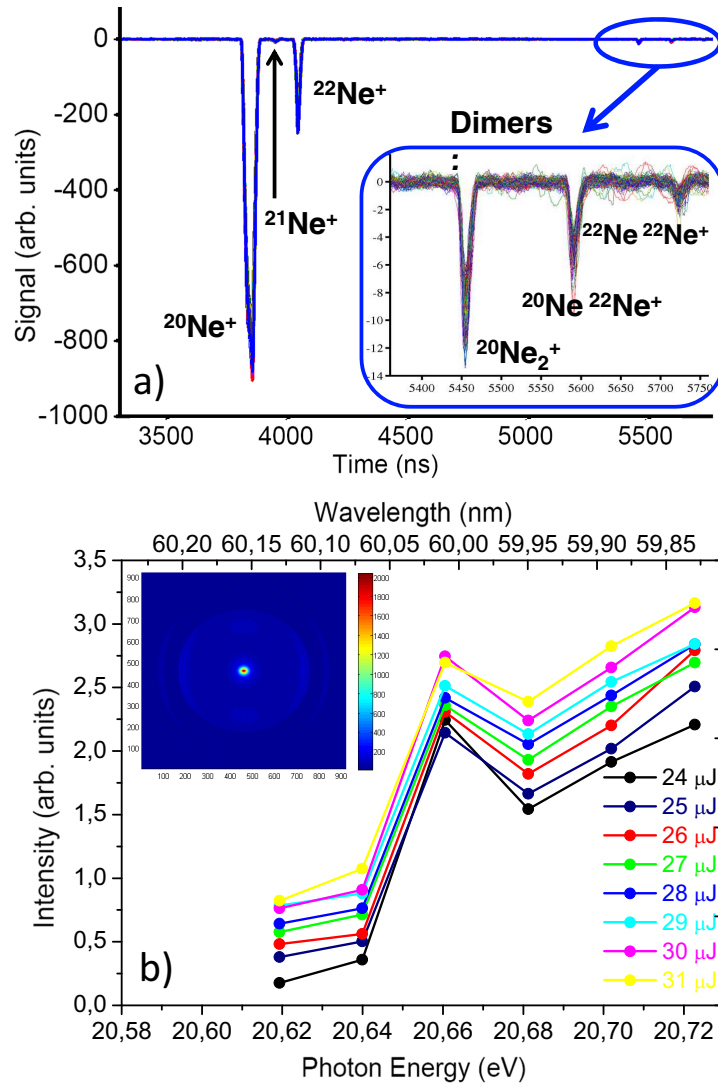 0
-200
-400
-600
-800
-1000
Signal (arb. units)
3500 4000 4500 5000 5500
Time (ns)
²⁰Ne⁺
²¹Ne⁺
²²Ne⁺
a)
Dimers
0
-2
-4
-6
-8
-10
-12
-14
5400 5450 5500 5550 5600 5650 5700 5750
²²Ne ²²Ne⁺
²⁰Ne ²²Ne⁺
²⁰Ne₂⁺
Wavelength (nm)
60,20 60,15 60,10 60,05 60,00 59,95 59,90 59,85
3,5
3,0
2,5
2,0
1,5
1,0
0,5
0,0
Intensity (arb. units)
900
800
700
600
500
400
300
200
100
100 200 300 400 500 600 700 800 900
2000
1800
1600
1400
1200
1000
800
600
400
200
24 μJ
25 μJ
26 μJ
27 μJ
28 μJ
29 μJ
30 μJ
31 μJ
b)
20,58 20,60 20,62 20,64 20,66 20,68 20,70 20,72
Photon Energy (eV)